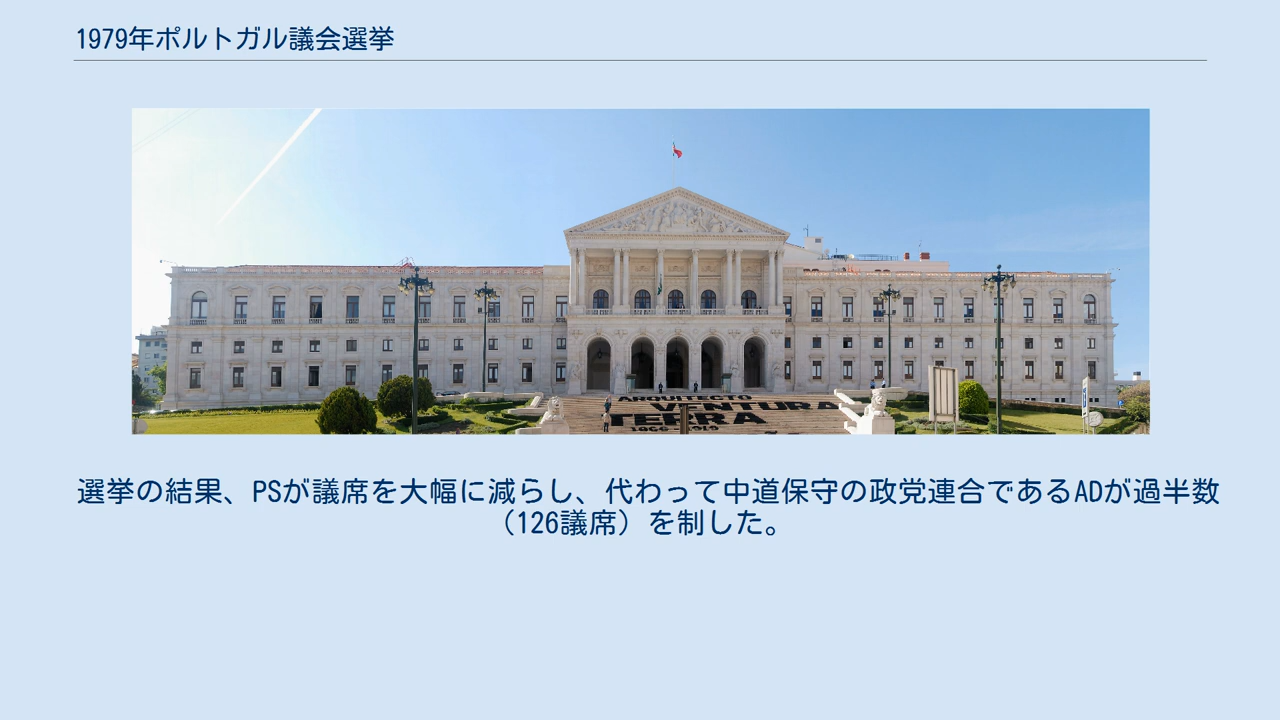 1979年ポルトガル議会選挙
ARQUITECTO
VENTURA
TERRA
1866-1919
選挙の結果、PSが議席を大幅に減らし、代わって中道保守の政党連合であるADが過半数
（126議席）を制した。